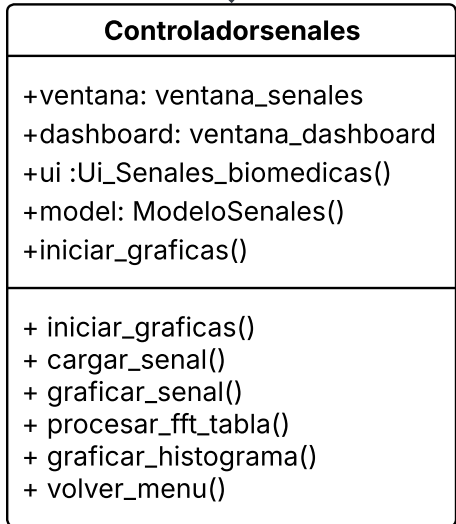 Controladorsenales
+ventana: ventana_senales
+dashboard: ventana_dashboard
+ui :Ui_Senales_biomedicas()
+model: ModeloSenales()
+iniciar_graficas()
+ iniciar_graficas()
+ cargar_senal()
+ graficar_senal()
+ procesar_fft_tabla()
+ graficar_histograma()
+ volver_menu()